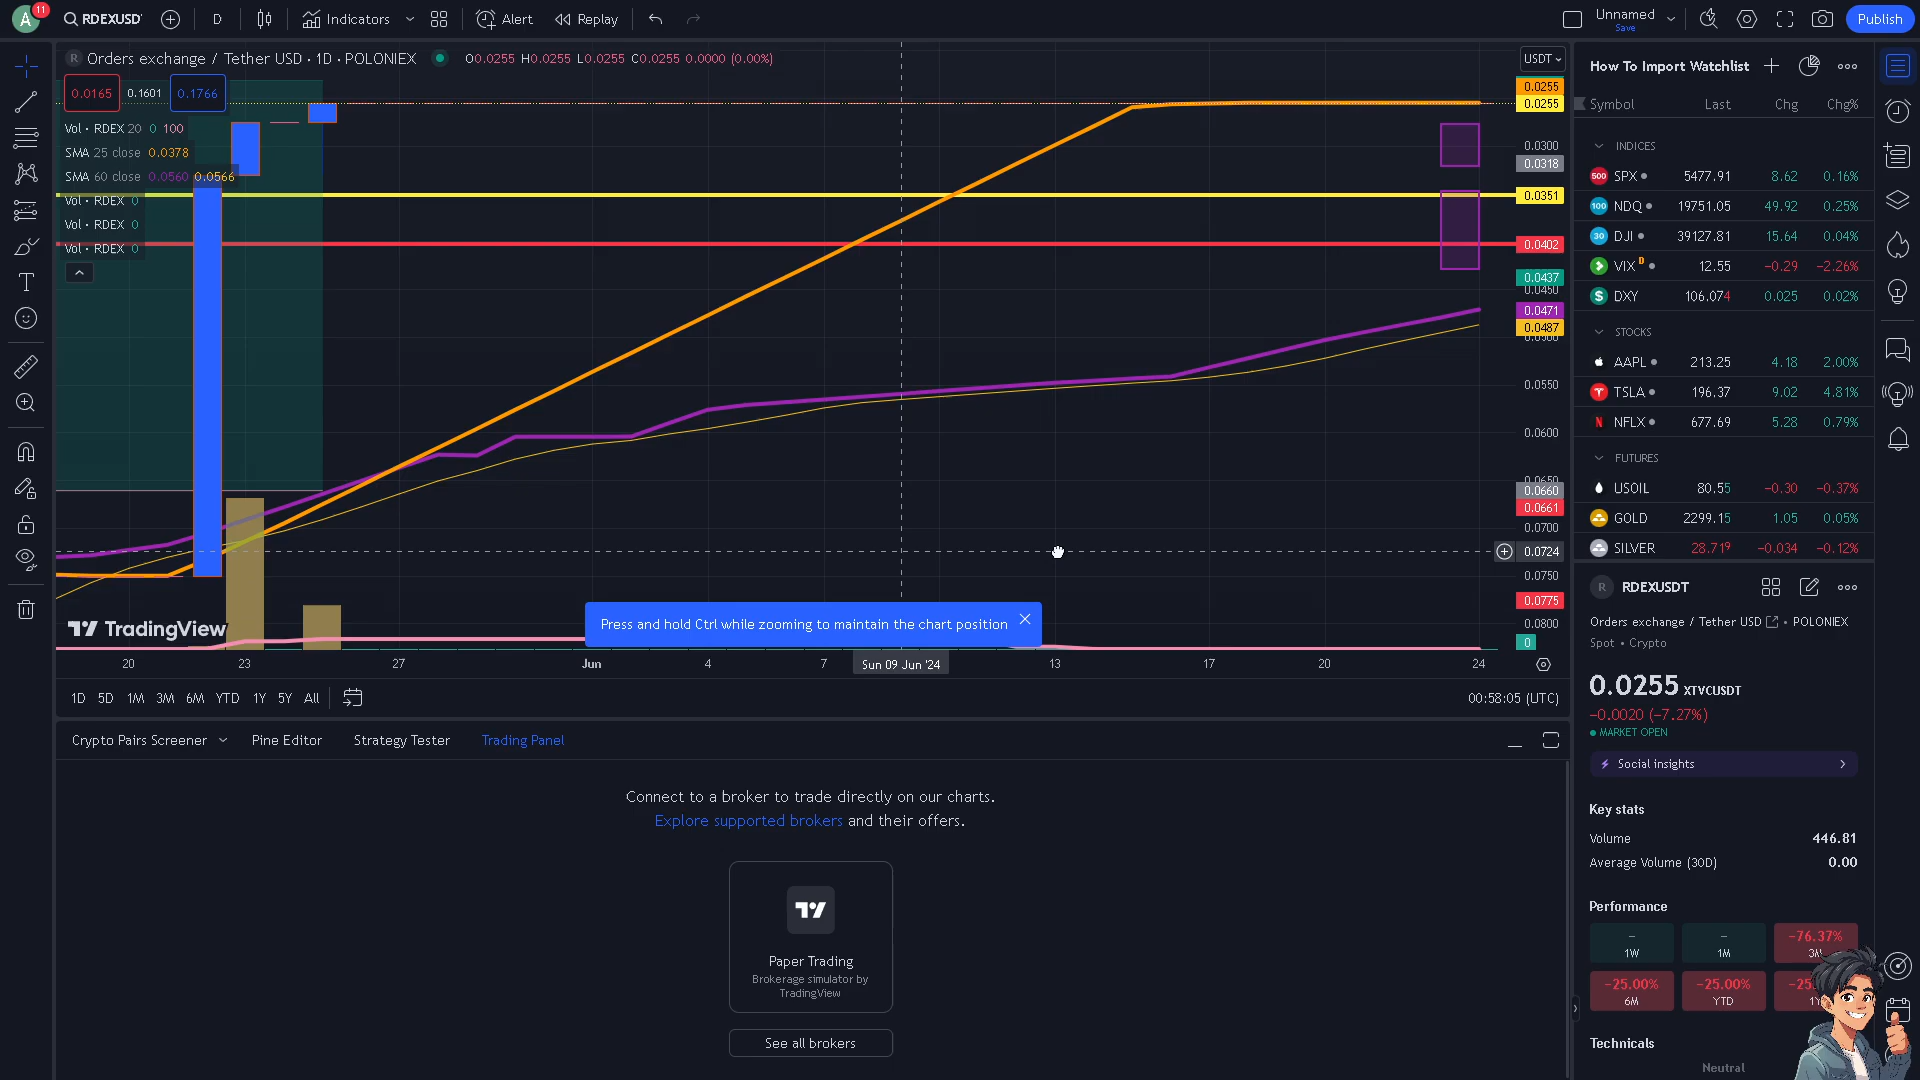 A 11 RDEXUSD' D Indicators Alert Replay Unnamed Save Publish
R Orders exchange / Tether USD · 1D · POLONIEX O0.0255 H0.0255 L0.0255 C0.0255 0.0000 (0.00%) USDT
0.0165 0.1601 0.1766
Vol · RDEX 20 0 100
SMA 25 close 0.0378
SMA 60 close 0.0560 0.0566
Vol · RDEX 0
Vol · RDEX 0
Vol · RDEX 0
0.0255
0.0255
0.0300
0.0318
0.0351
0.0402
0.0437
0.0450
0.0471
0.0487
0.0500
0.0550
0.0600
0.0650
0.0660
0.0661
0.0700
0.0724
0.0750
0.0775
0.0800
0
TradingView
Press and hold Ctrl while zooming to maintain the chart position
20 23 27 Jun 4 7 Sun 09 Jun '24 13 17 20 24
1D 5D 1M 3M 6M YTD 1Y 5Y All 00:58:05 (UTC)
Crypto Pairs Screener Pine Editor Strategy Tester Trading Panel
Connect to a broker to trade directly on our charts.
Explore supported brokers and their offers.
Paper Trading
Brokerage simulator by
TradingView
See all brokers
How To Import Watchlist
Symbol Last Chg Chg%
INDICES
500 SPX 5477.91 8.62 0.16%
100 NDQ 19751.05 49.92 0.25%
30 DJI 39127.81 15.64 0.04%
VIX D 12.55 −0.29 −2.26%
$ DXY 106.074 0.025 0.02%
STOCKS
AAPL 213.25 4.18 2.00%
TSLA 196.37 9.02 4.81%
N NFLX 677.69 5.28 0.79%
FUTURES
USOIL 80.55 −0.30 −0.37%
GOLD 2299.15 1.05 0.05%
SILVER 28.719 −0.034 −0.12%
R RDEXUSDT
Orders exchange / Tether USD • POLONIEX
Spot • Crypto
0.0255 XTVCUSDT
−0.0020 (−7.27%)
MARKET OPEN
Social insights
Key stats
Volume 446.81
Average Volume (30D) 0.00
Performance
– – −76.37%
1W 1M
−25.00% −25.00%
6M YTD
Technicals
Neutral